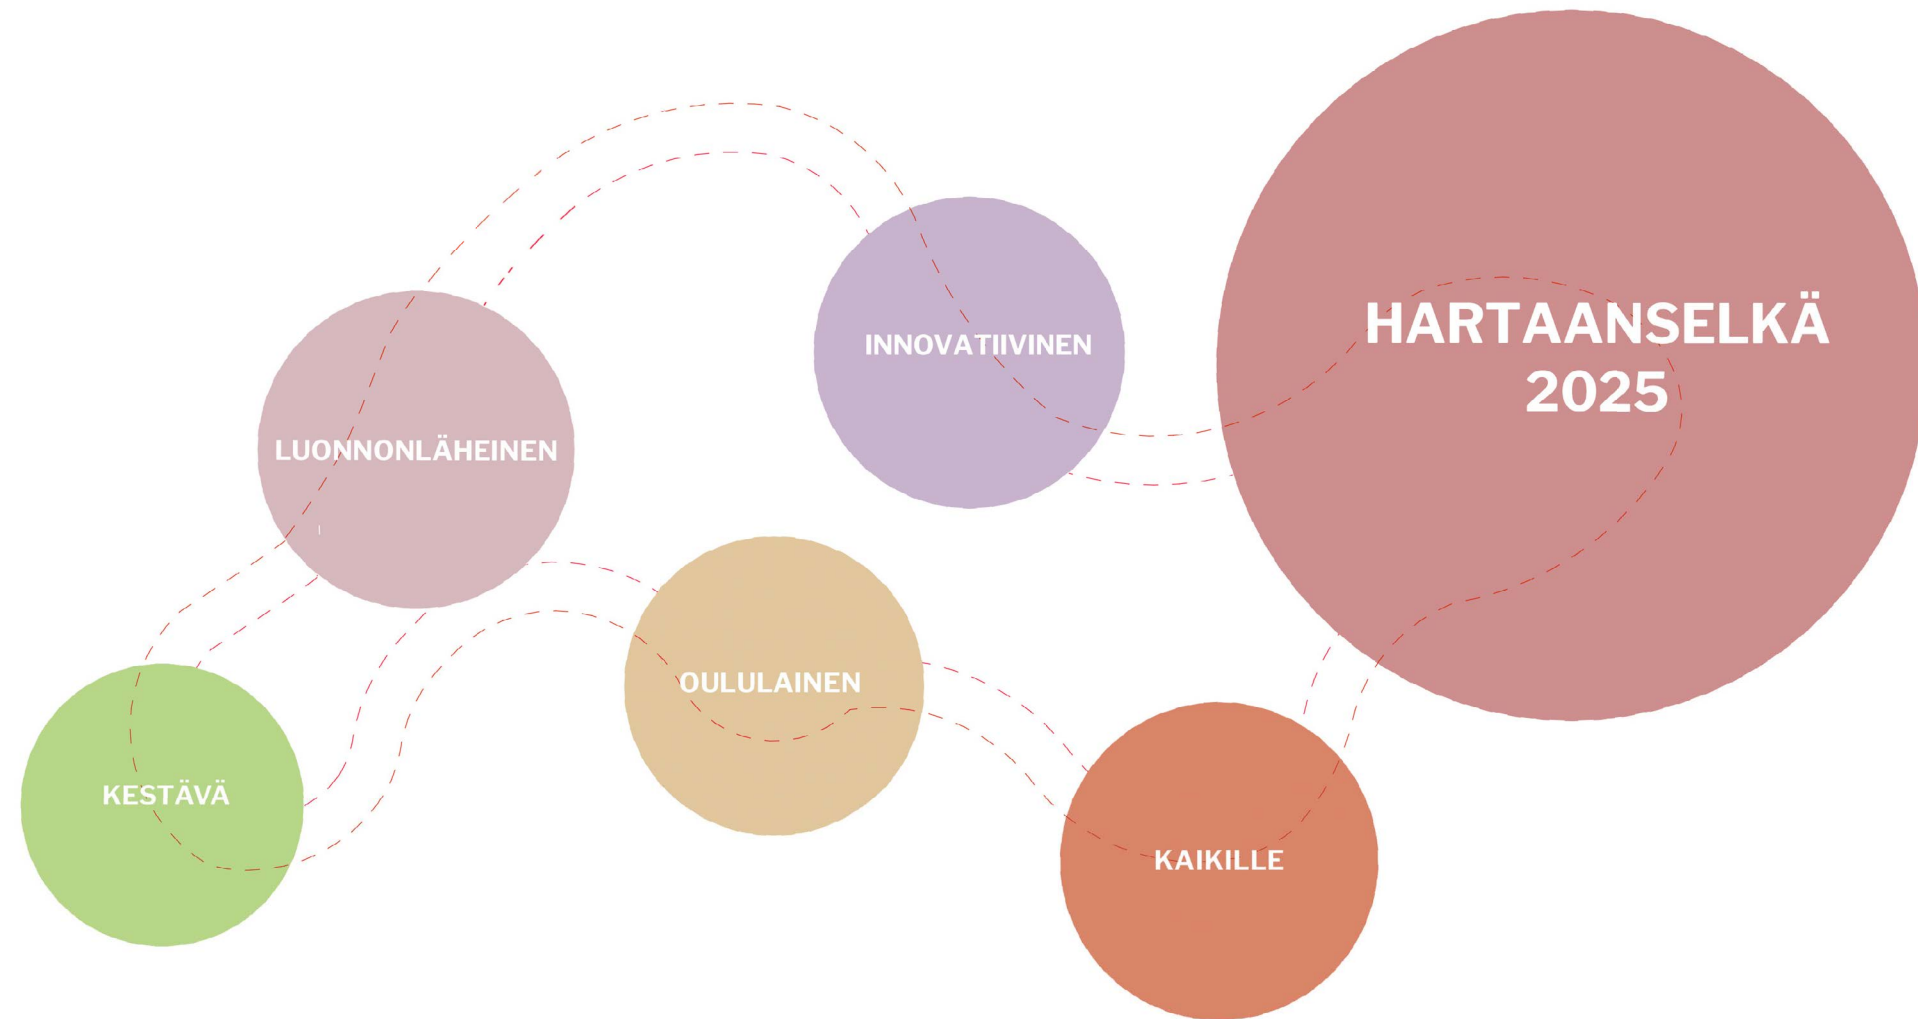 HARTAANSELKÄ
2025
INNOVATIIVINEN
LUONNONLÄHEINEN
OULULAINEN
KESTÄVÄ
KAIKILLE